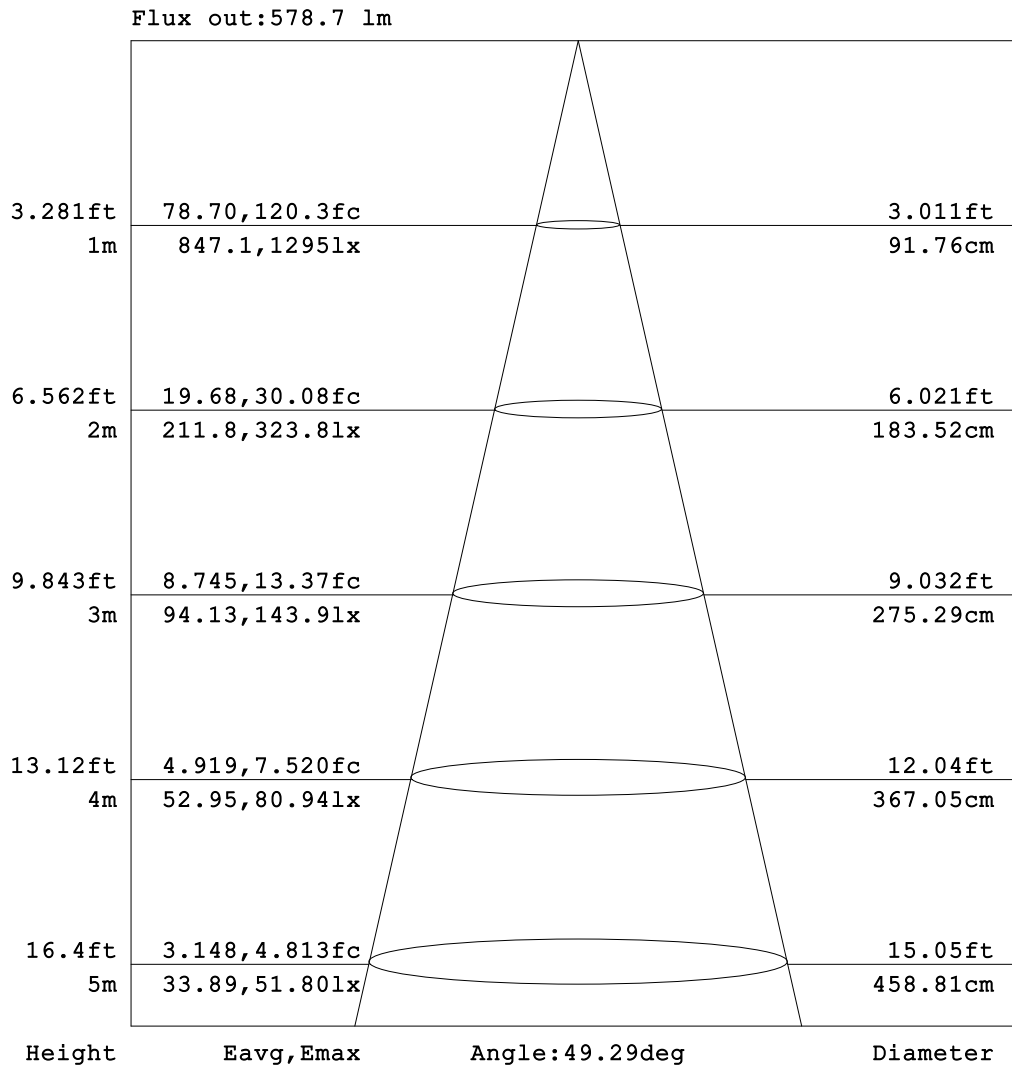 Flux out:578.7 lm
3.281ft 78.70,120.3fc 3.011ft
1m 847.1,1295lx 91.76cm
6.562ft 19.68,30.08fc 6.021ft
2m 211.8,323.8lx 183.52cm
9.843ft 8.745,13.37fc 9.032ft
3m 94.13,143.9lx 275.29cm
13.12ft 4.919,7.520fc 12.04ft
4m 52.95,80.94lx 367.05cm
16.4ft 3.148,4.813fc 15.05ft
5m 33.89,51.80lx 458.81cm
Height Eavg,Emax Angle:49.29deg Diameter